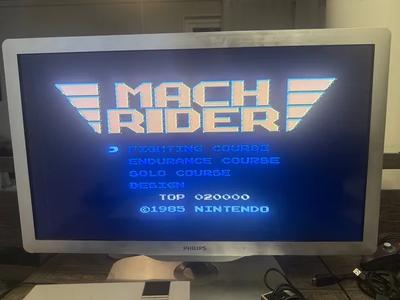 MACH
RIDER
FIGHTING COURSE
ENDURANCE COURSE
SOLO COURSE
DESIGN
TOP 020000
©1985 NINTENDO
PHILIPS